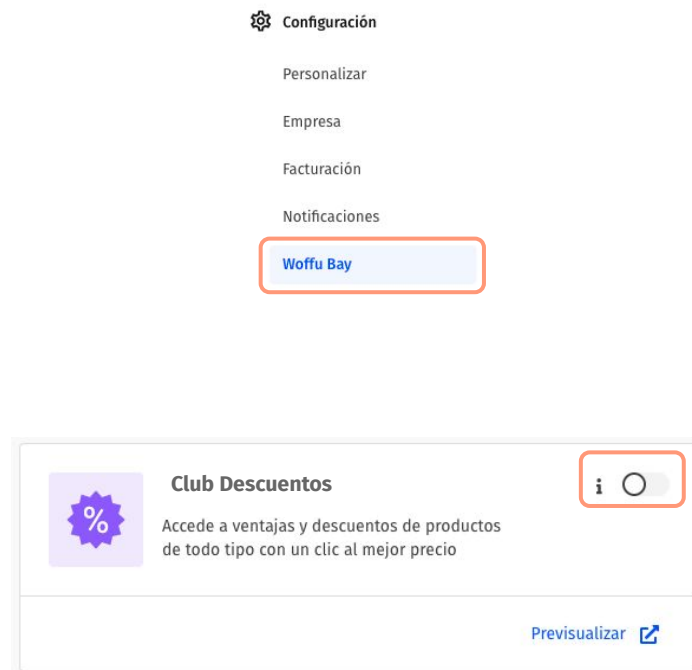 Configuración
Personalizar
Empresa
Facturación
Notificaciones
Woffu Bay
Club Descuentos
i
%
Accede a ventajas y descuentos de productos
de todo tipo con un clic al mejor precio
Previsualizar